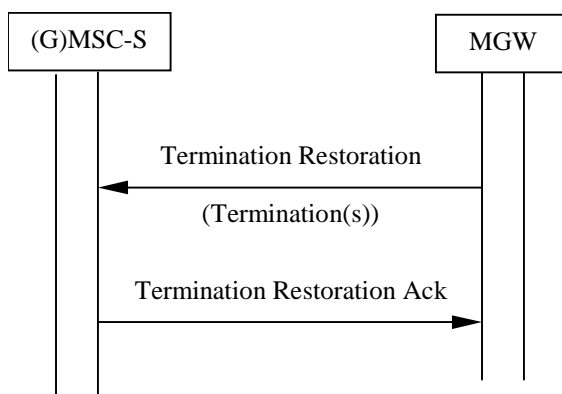 (G)MSC-S
MGW
Termination Restoration
(Termination(s))
Termination Restoration Ack